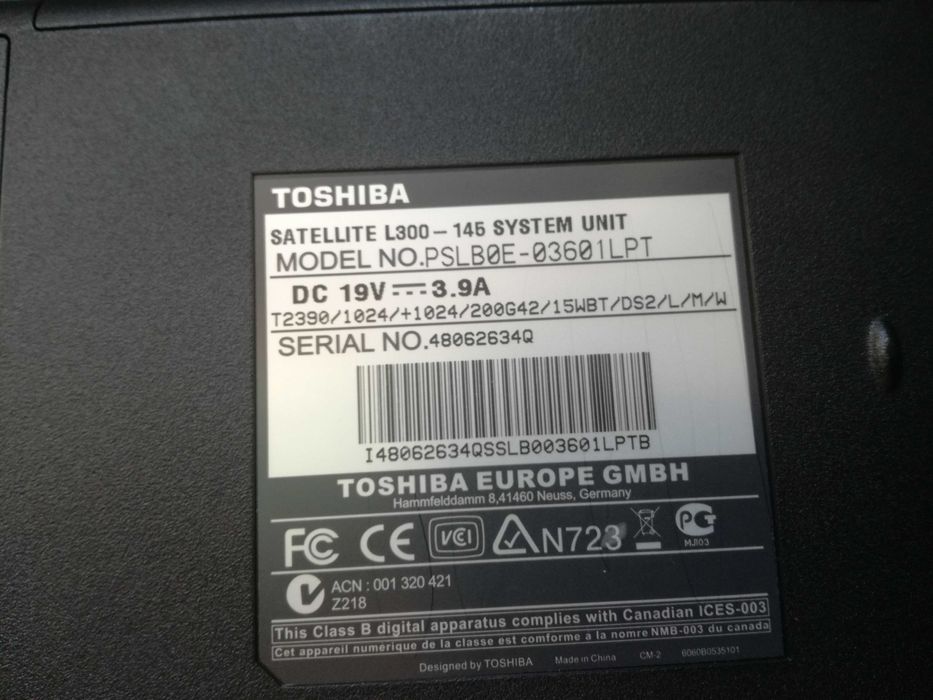 TOSHIBA
SATELLITE L300-145 SYSTEM UNIT
MODEL NO.PSLB0E-03601LPT
DC 19V ⎓ 3.9A
T2390/1024/+1024/200G42/15WBT/DS2/L/M/W
SERIAL NO.48062634Q
I48062634QSSLB003601LPTB
TOSHIBA EUROPE GMBH
Hammfelddamm 8,41460 Neuss, Germany
FC CE VCI N723 PG
МЛ03
ACN : 001 320 421
Z218
This Class B digital apparatus complies with Canadian ICES-003
Cet appareil numérique de la classe est conforme à la nomre NMB-003 du canada
Designed by TOSHIBA Made in China CM-2 6060B0535101